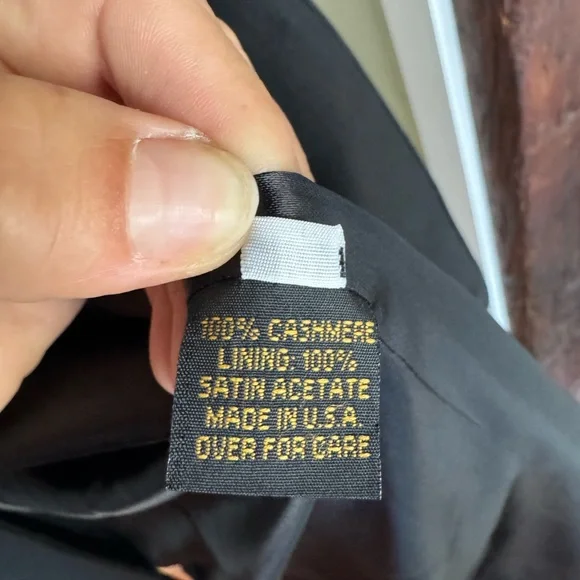 100% CASHMERE
LINING: 100%
SATIN ACETATE
MADE IN U.S.A.
OVER FOR CARE